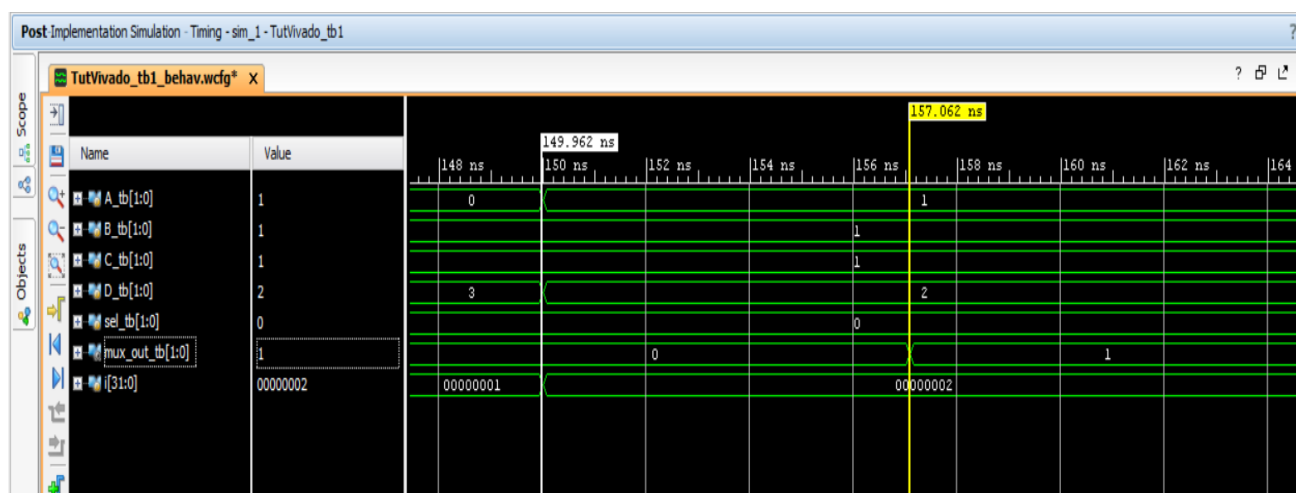 Post-Implementation Simulation - Timing - sim_1 - TutVivado_tb1 ?
Scope
Objects
TutVivado_tb1_behav.wcfg* X ?
157.062 ns
149.962 ns
Name Value
148 ns 150 ns 152 ns 154 ns 156 ns 158 ns 160 ns 162 ns 164
A_tb[1:0] 1 0 1
B_tb[1:0] 1 1
C_tb[1:0] 1 1
D_tb[1:0] 2 3 2
sel_tb[1:0] 0 0
mux_out_tb[1:0] 1 0 1
i[31:0] 00000002 00000001 00000002